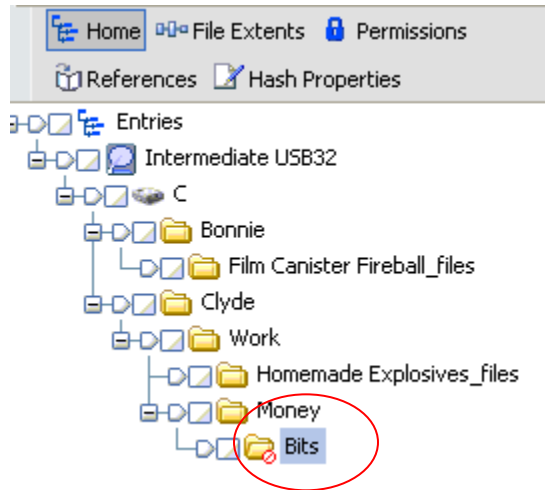 Home File Extents Permissions
References Hash Properties
Entries
Intermediate USB32
C
Bonnie
Film Canister Fireball_files
Clyde
Work
Homemade Explosives_files
Money
Bits